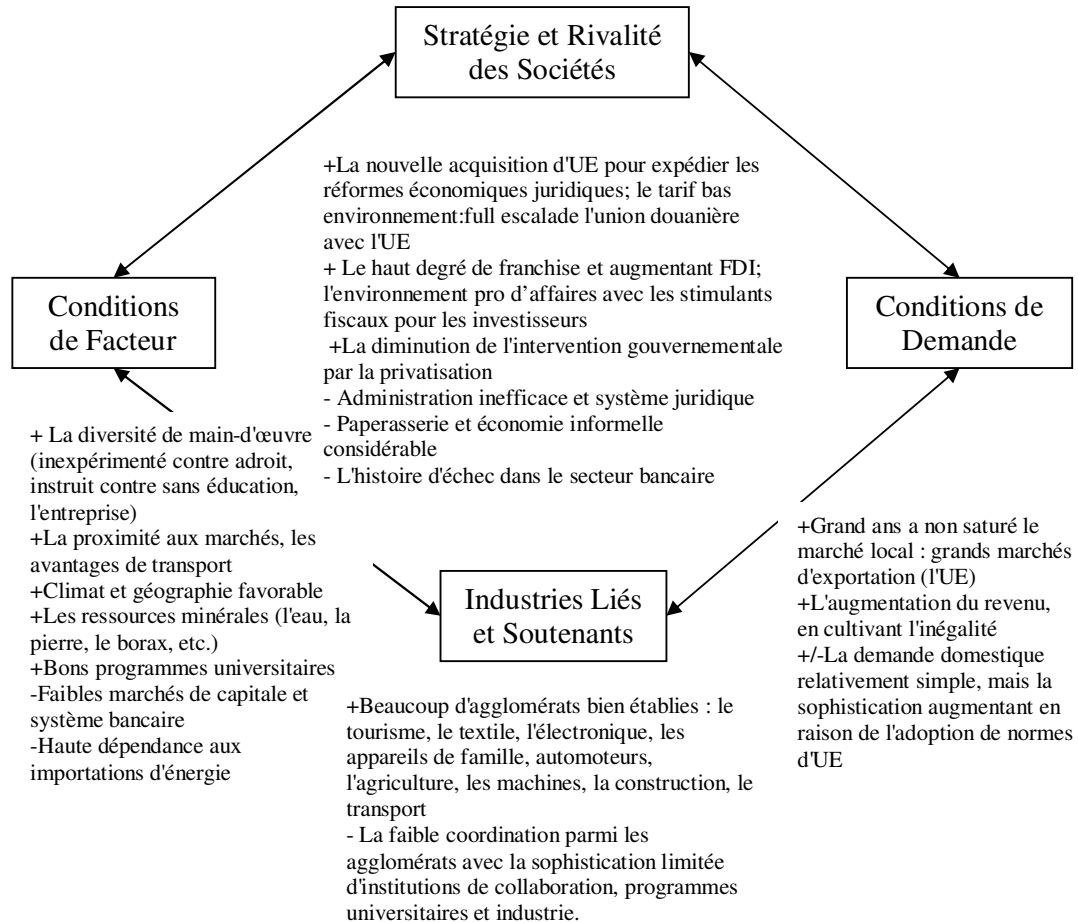 Stratégie et Rivalité
des Sociétés
+La nouvelle acquisition d'UE pour expédier les
réformes économiques juridiques; le tarif bas
environnement:full escalade l'union douanière
avec l'UE
+ Le haut degré de franchise et augmentant FDI;
l'environnement pro d’affaires avec les stimulants
fiscaux pour les investisseurs
+La diminution de l'intervention gouvernementale
par la privatisation
- Administration inefficace et système juridique
- Paperasserie et économie informelle
considérable
- L'histoire d'échec dans le secteur bancaire
Conditions
de Facteur
Conditions de
Demande
+ La diversité de main-d'œuvre
(inexpérimenté contre adroit,
instruit contre sans éducation,
l'entreprise)
+La proximité aux marchés, les
avantages de transport
+Climat et géographie favorable
+Les ressources minérales (l'eau, la
pierre, le borax, etc.)
+Bons programmes universitaires
-Faibles marchés de capitale et
système bancaire
-Haute dépendance aux
importations d'énergie
Industries Liés
et Soutenants
+Beaucoup d'agglomérats bien établies : le
tourisme, le textile, l'électronique, les
appareils de famille, automoteurs,
l'agriculture, les machines, la construction, le
transport
- La faible coordination parmi les
agglomérats avec la sophistication limitée
d'institutions de collaboration, programmes
universitaires et industrie.
+Grand ans a non saturé le
marché local : grands marchés
d'exportation (l'UE)
+L'augmentation du revenu,
en cultivant l'inégalité
+/-La demande domestique
relativement simple, mais la
sophistication augmentant en
raison de l'adoption de normes
d'UE